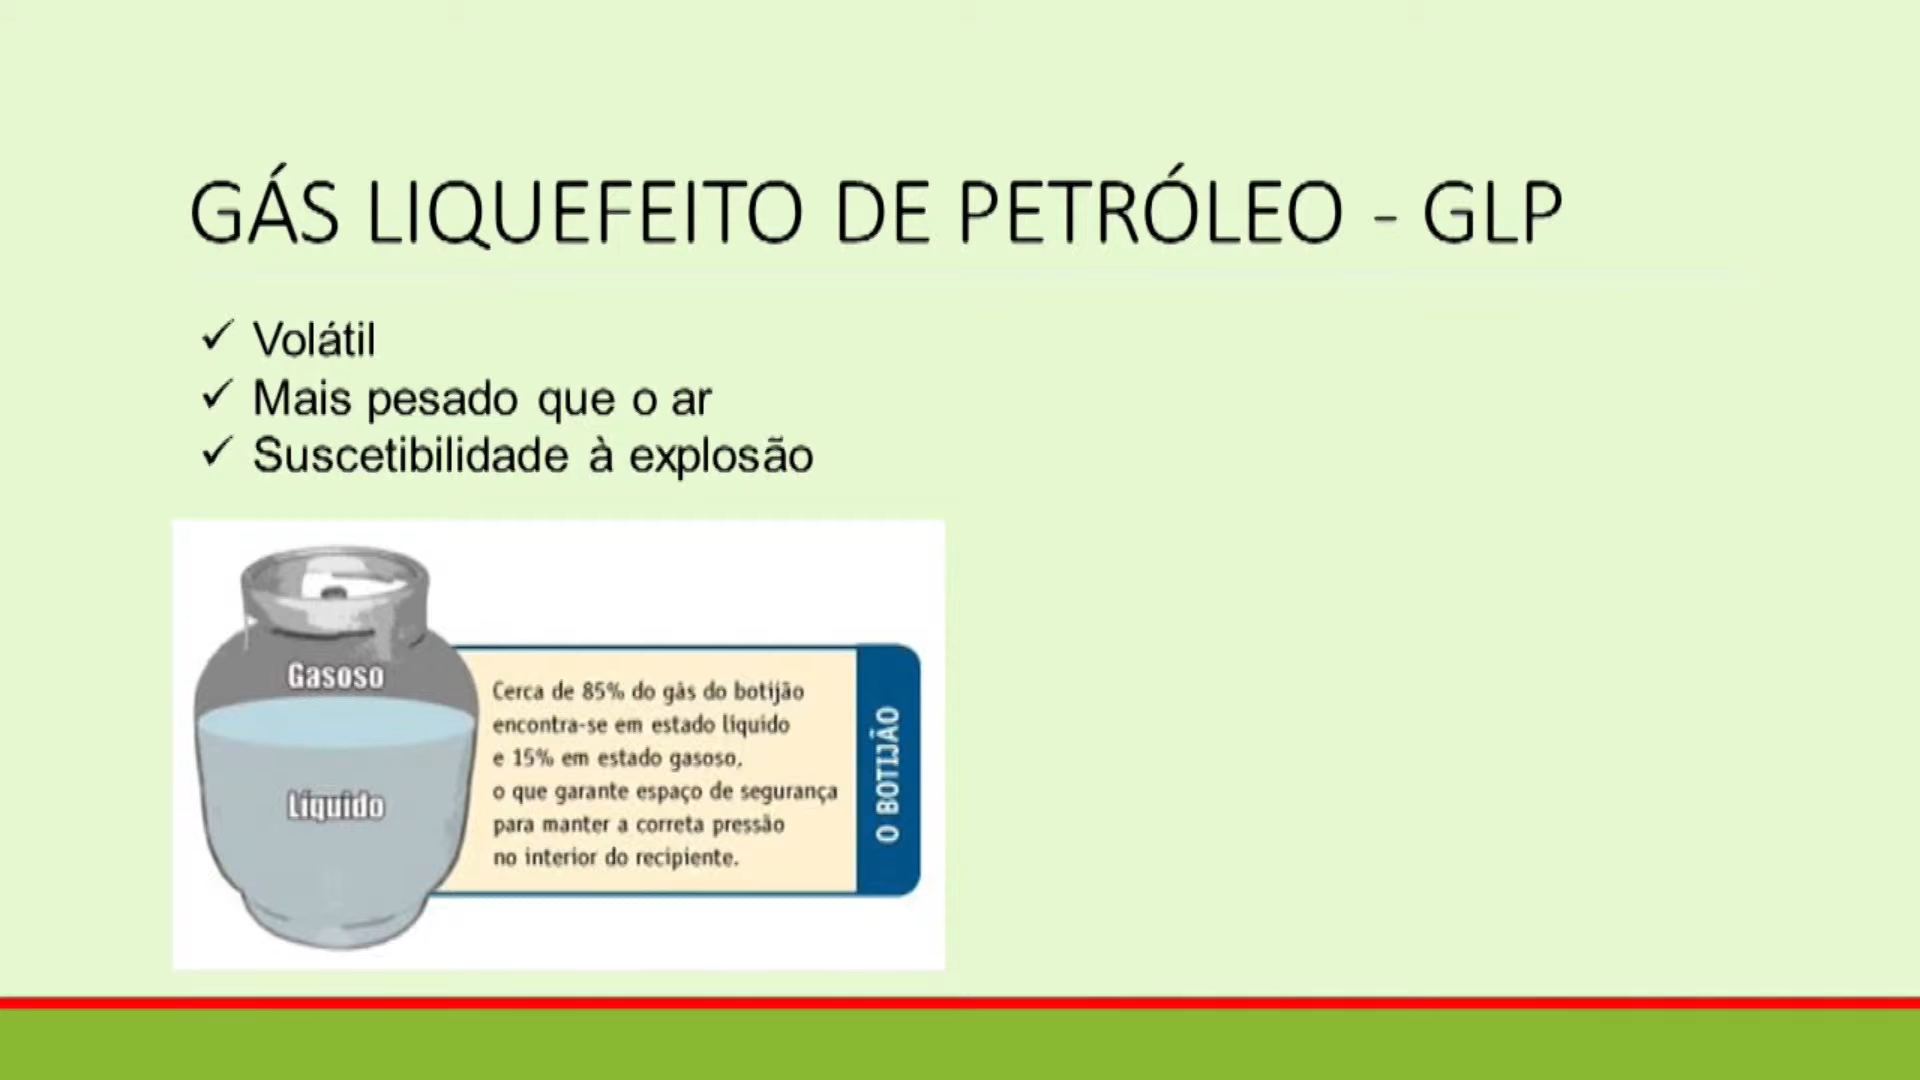 GÁS LIQUEFEITO DE PETRÓLEO - GLP
✓ Volátil
✓ Mais pesado que o ar
✓ Suscetibilidade à explosão
Gasoso
Líquido
Cerca de 85% do gás do botijão
encontra-se em estado líquido
e 15% em estado gasoso,
o que garante espaço de segurança
para manter a correta pressão
no interior do recipiente.
O BOTIJÃO